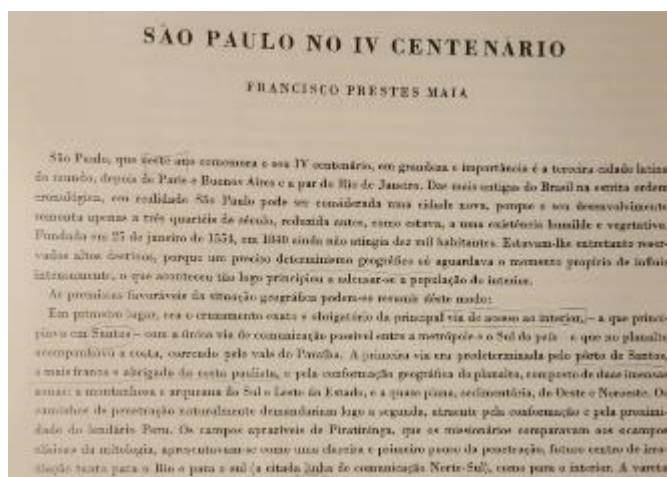 SÃO PAULO NO IV CENTENÁRIO
FRANCISCO PRESTES MAIA
São Paulo, que neste ano comemora o seu IV centenário, em grandeza e importância é a terceira cidade latina
do mundo, depois de Paris e Buenos Aires e a par do Rio de Janeiro. Das mais antigas do Brasil na estrita ordem
cronológica, em realidade São Paulo pode ser considerada uma cidade nova, porque o seu desenvolvimento
remonta apenas a três quartéis de século, reduzida antes, como estava, a uma existência humilde e vegetativa.
Fundada em 25 de janeiro de 1554, em 1840 ainda não atingia dez mil habitantes. Estavam-lhe entretanto reser-
vados altos destinos, porque um preciso determinismo geográfico só aguardava o momento propício de influir
intensamente, o que aconteceu tão logo principiou a adensar-se a população do interior.
As premissas favoráveis da situação geográfica podem-se resumir dêste modo:
Em primeiro lugar, era o cruzamento exato e obrigatório da principal via de acesso ao interior, – a que princi-
piava em Santos – com a única via de comunicação possível entre a metrópole e o Sul do país – e que no planalto
acompanhava a costa, correndo pelo vale do Paraíba. A primeira via era predeterminada pelo pôrto de Santos,
o mais franco e abrigado da costa paulista, e pela conformação geográfica do planalto, composto de duas imensas
zonas: a montanhosa e arqueana do Sul e Leste do Estado, e a quase plana, sedimentária, do Oeste e Noroeste. Os
caminhos de penetração naturalmente demandariam logo a segunda, atraente pela conformação e pela proximi-
dade do lendário Peru. Os campos aprazíveis de Piratininga, que os missionários comparavam aos campos
elísios da mitologia, apresentavam-se como uma clareira e primeiro pouso da penetração, futuro centro de irra-
diação tanto para o Rio e para o sul (a citada linha de comunicação Norte-Sul), como para o interior. A